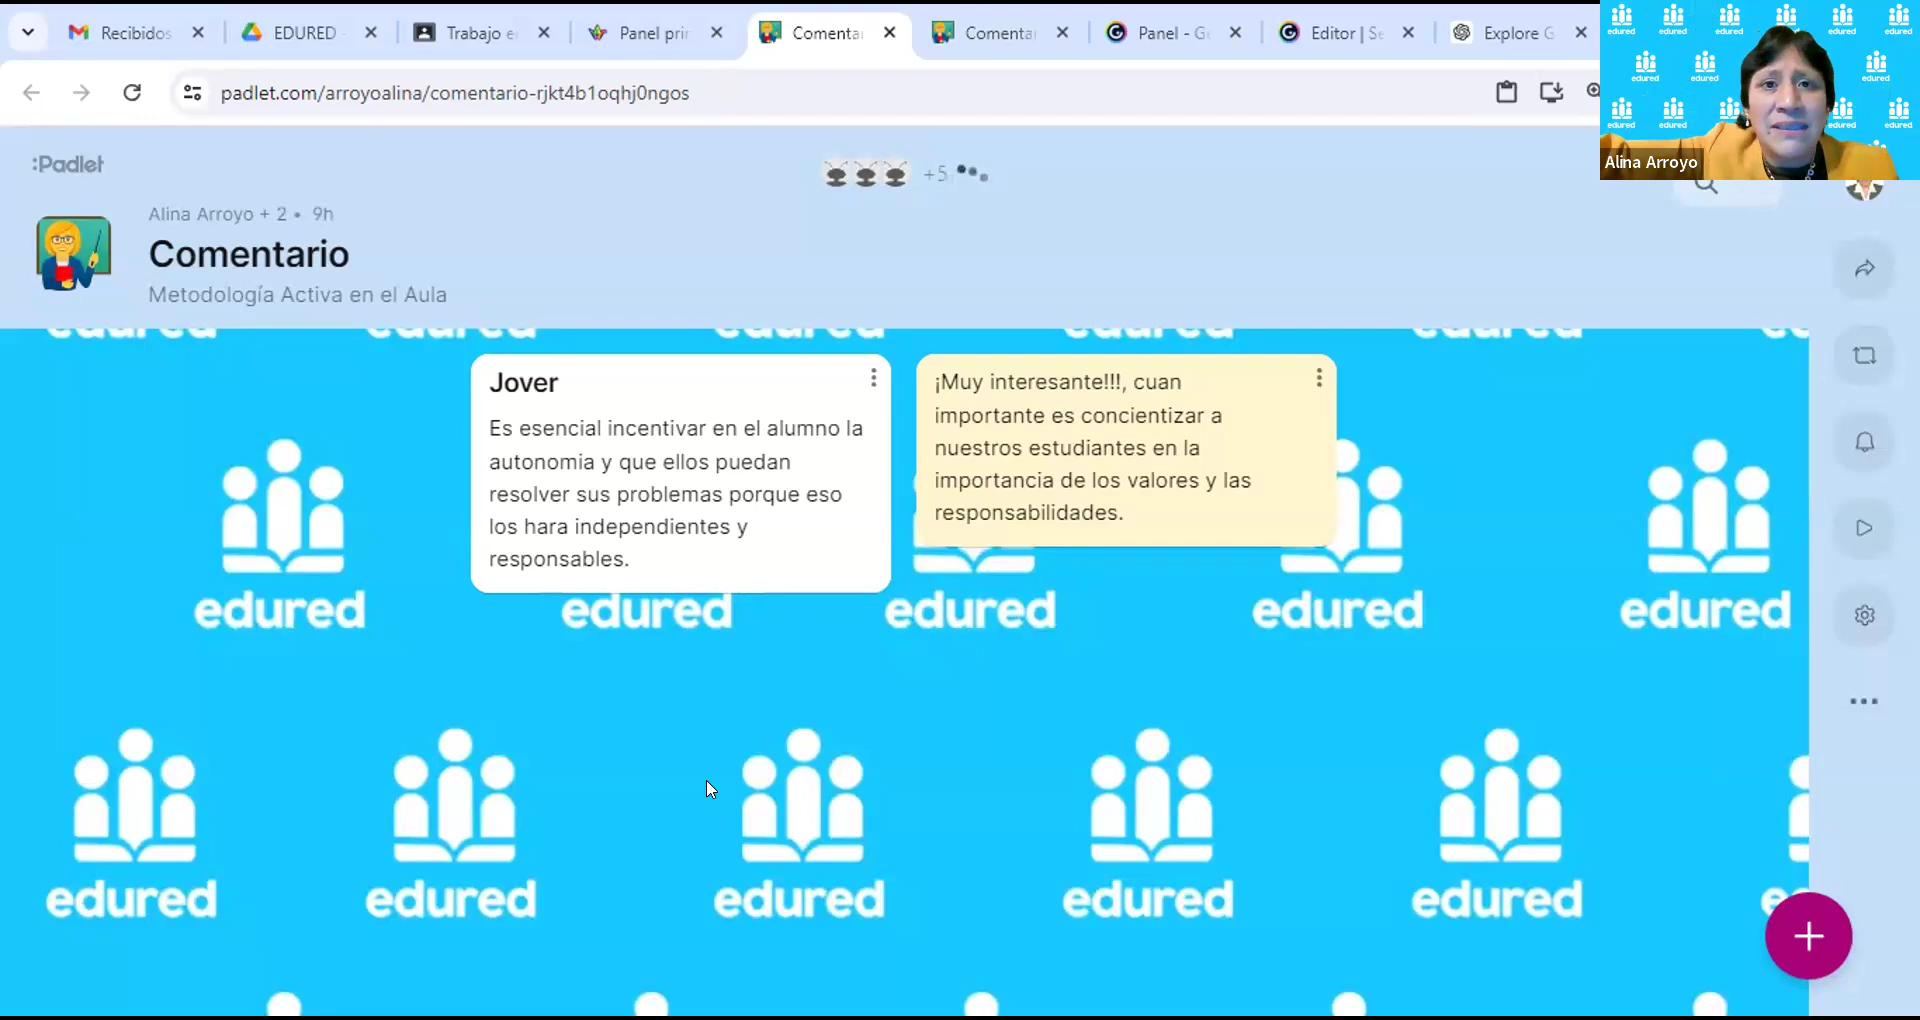 Recibidos
EDURED
Trabajo e
Panel prin
Comenta
Comenta
Panel - G
Editor | Se
Explore G
padlet.com/arroyoalina/comentario-rjkt4b1oqhj0ngos
Alina Arroyo
:Padlet
+5
Alina Arroyo + 2 • 9h
Comentario
Metodología Activa en el Aula
Jover
Es esencial incentivar en el alumno la
autonomia y que ellos puedan
resolver sus problemas porque eso
los hara independientes y
responsables.
¡Muy interesante!!!, cuan
importante es concientizar a
nuestros estudiantes en la
importancia de los valores y las
responsabilidades.
edured edured edured edured edured
edured edured edured edured edured